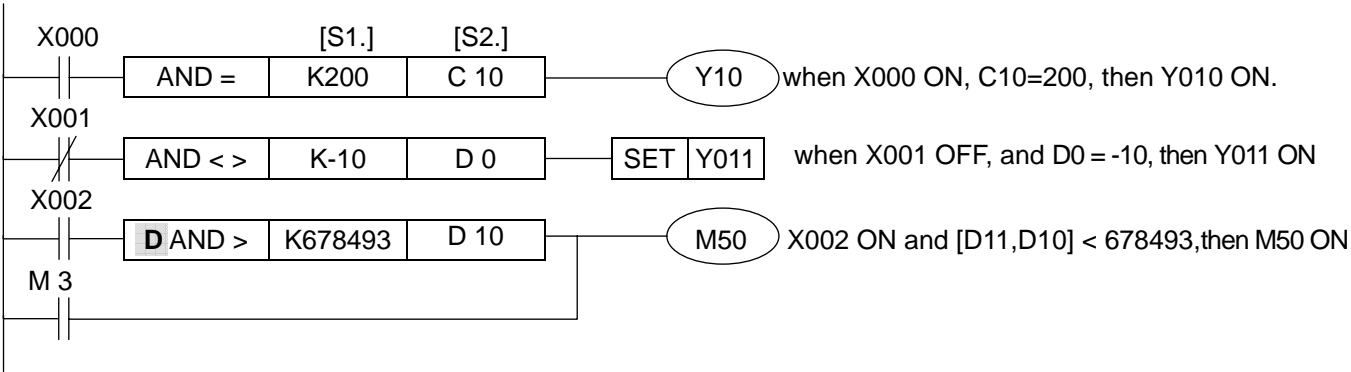 X000 [S1.] [S2.]
AND = K200 C 10 Y10 when X000 ON, C10=200, then Y010 ON.
X001
AND < > K-10 D 0 SET Y011 when X001 OFF, and D0 = -10, then Y011 ON
X002
D AND > K678493 D 10 M50 X002 ON and [D11,D10] < 678493,then M50 ON
M 3